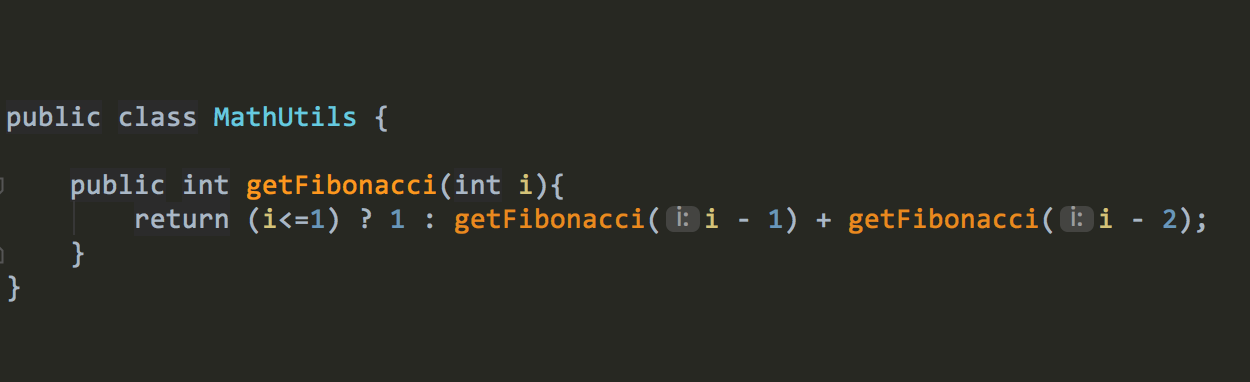 public class MathUtils {
public int getFibonacci(int i){
return (i<=1) ? 1 : getFibonacci( i: i - 1) + getFibonacci( i: i - 2);
}
}